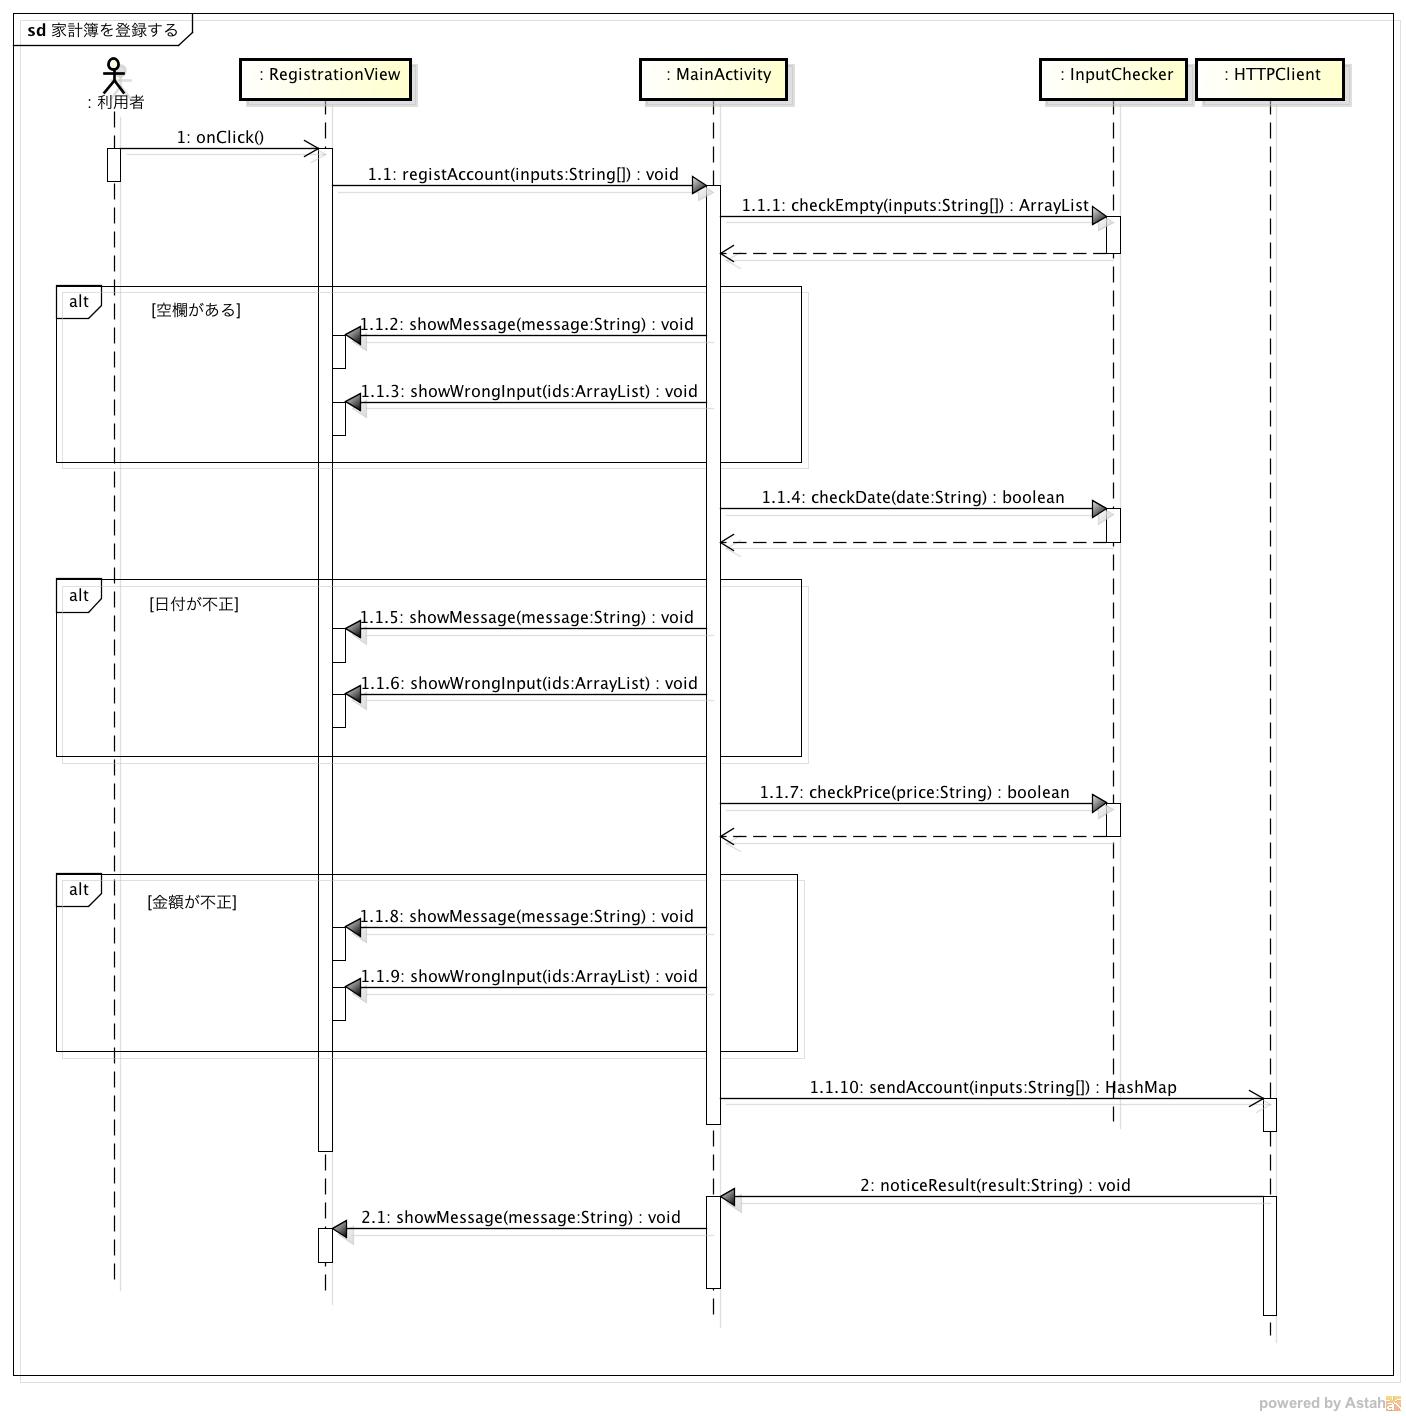 sd 家計簿を登録する
: 利用者
: RegistrationView
: MainActivity
: InputChecker
: HTTPClient
1: onClick()
1.1: registAccount(inputs:String[]) : void
1.1.1: checkEmpty(inputs:String[]) : ArrayList
alt
[空欄がある]
1.1.2: showMessage(message:String) : void
1.1.3: showWrongInput(ids:ArrayList) : void
1.1.4: checkDate(date:String) : boolean
alt
[日付が不正]
1.1.5: showMessage(message:String) : void
1.1.6: showWrongInput(ids:ArrayList) : void
1.1.7: checkPrice(price:String) : boolean
alt
[金額が不正]
1.1.8: showMessage(message:String) : void
1.1.9: showWrongInput(ids:ArrayList) : void
1.1.10: sendAccount(inputs:String[]) : HashMap
2: noticeResult(result:String) : void
2.1: showMessage(message:String) : void
powered by Astah